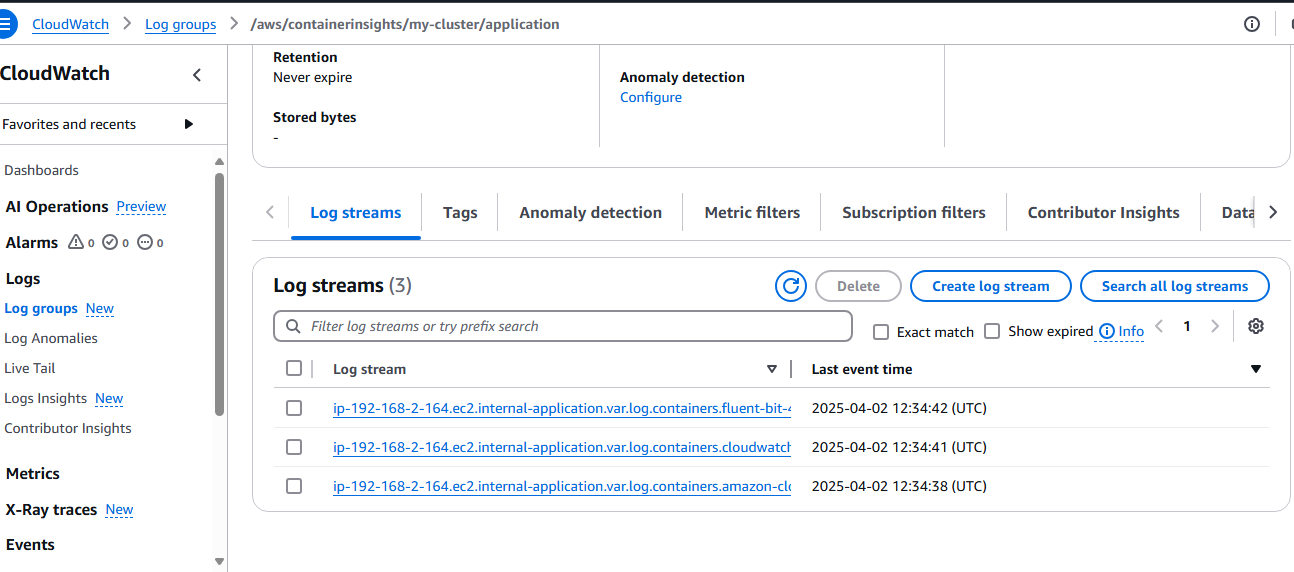 CloudWatch > Log groups > /aws/containerinsights/my-cluster/application
CloudWatch
Favorites and recents
Dashboards
AI Operations Preview
Alarms 0 0 0
Logs
Log groups New
Log Anomalies
Live Tail
Logs Insights New
Contributor Insights
Metrics
X-Ray traces New
Events
Retention
Never expire
Stored bytes
-
Anomaly detection
Configure
Log streams Tags Anomaly detection Metric filters Subscription filters Contributor Insights Data
Log streams (3) Delete Create log stream Search all log streams
Filter log streams or try prefix search Exact match Show expired Info 1
Log stream Last event time
ip-192-168-2-164.ec2.internal-application.var.log.containers.fluent-bit-4 2025-04-02 12:34:42 (UTC)
ip-192-168-2-164.ec2.internal-application.var.log.containers.cloudwatch 2025-04-02 12:34:41 (UTC)
ip-192-168-2-164.ec2.internal-application.var.log.containers.amazon-clo 2025-04-02 12:34:38 (UTC)